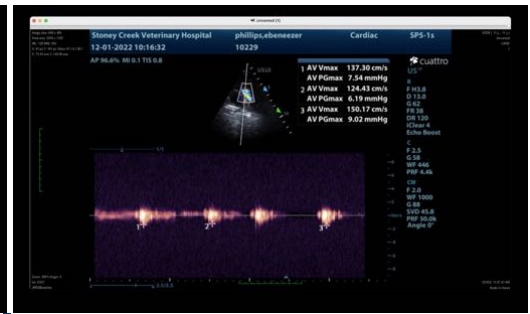 Stoney Creek Veterinary Hospital phillips,ebeneezer Cardiac SP5-1s
12-01-2022 10:16:32 10229
AP 96.6% MI 0.1 TIS 0.8
cuattro
US
1 AV Vmax 137.30 cm/s
AV PGmax 7.54 mmHg
2 AV Vmax 124.43 cm/s
AV PGmax 6.19 mmHg
3 AV Vmax 150.17 cm/s
AV PGmax 9.02 mmHg
B
F H3.8
D 13.0
G 62
FR 38
DR 120
iClear 4
Echo Boost
C
F 2.5
G 58
WF 446
PRF 4.4k
CW
F 2.0
WF 1000
G 88
SVD 45.8
PRF 50.0k
Angle 0°
1
2
3